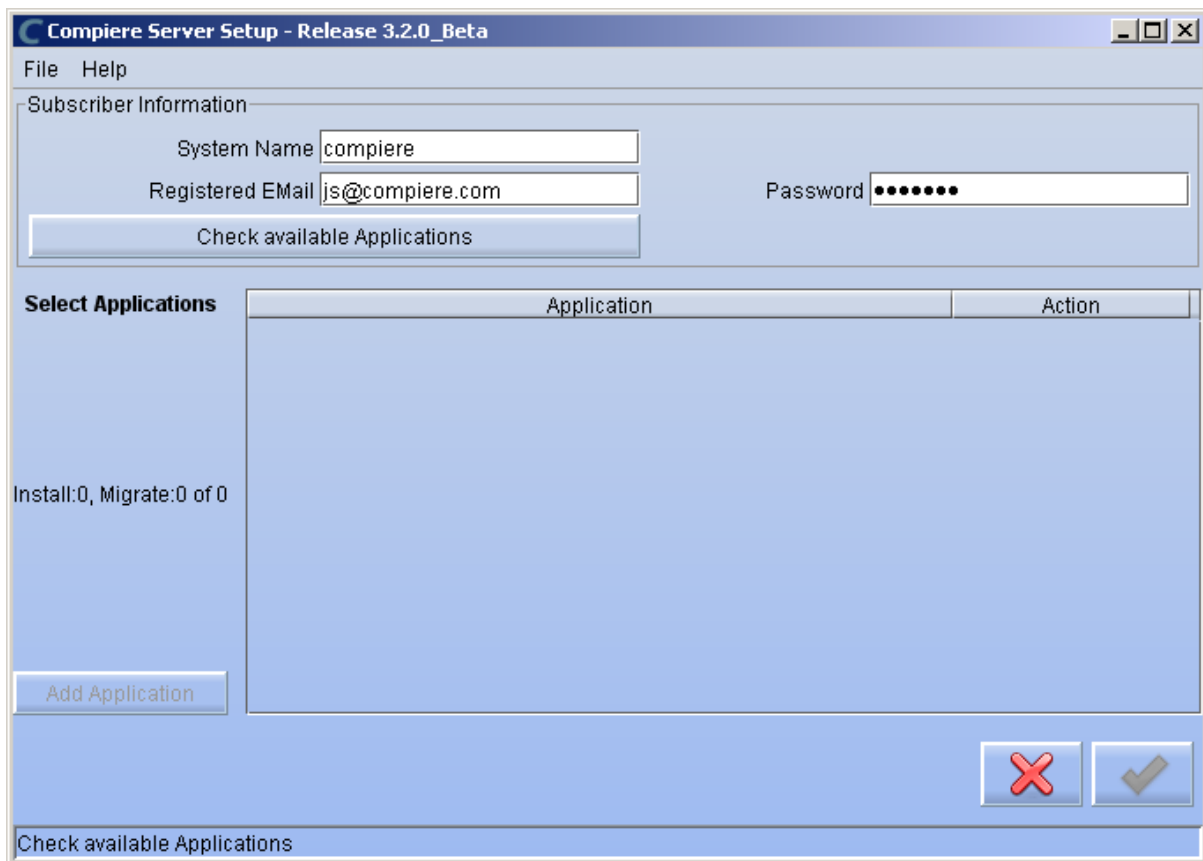 Compiere Server Setup - Release 3.2.0_Beta
File Help
Subscriber Information
System Name compiere
Registered EMail js@compiere.com Password •••••••
Check available Applications
Select Applications Application Action
Install:0, Migrate:0 of 0
Add Application
Check available Applications